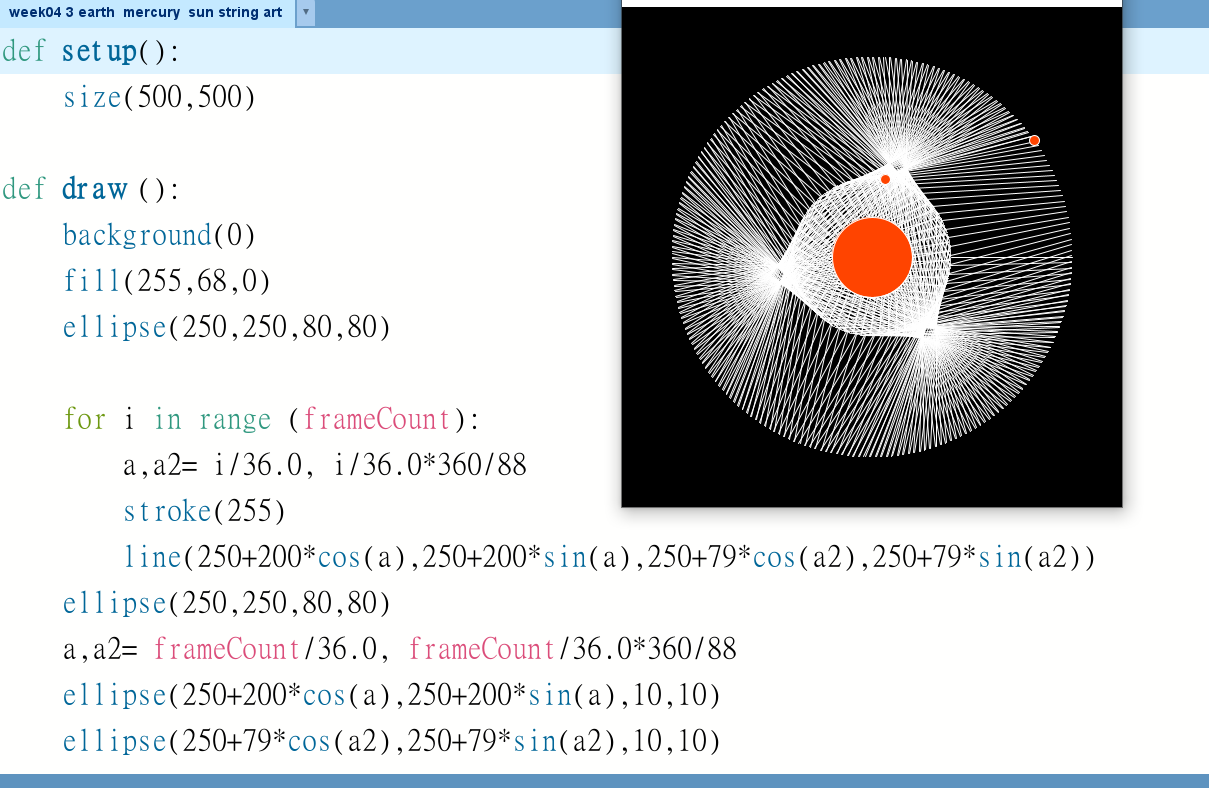 week04 3 earth mercury sun string art
def setup():
size(500,500)
def draw ():
background(0)
fill(255,68,0)
ellipse(250,250,80,80)
for i in range (frameCount):
a,a2= i/36.0, i/36.0*360/88
stroke(255)
line(250+200*cos(a),250+200*sin(a),250+79*cos(a2),250+79*sin(a2))
ellipse(250,250,80,80)
a,a2= frameCount/36.0, frameCount/36.0*360/88
ellipse(250+200*cos(a),250+200*sin(a),10,10)
ellipse(250+79*cos(a2),250+79*sin(a2),10,10)